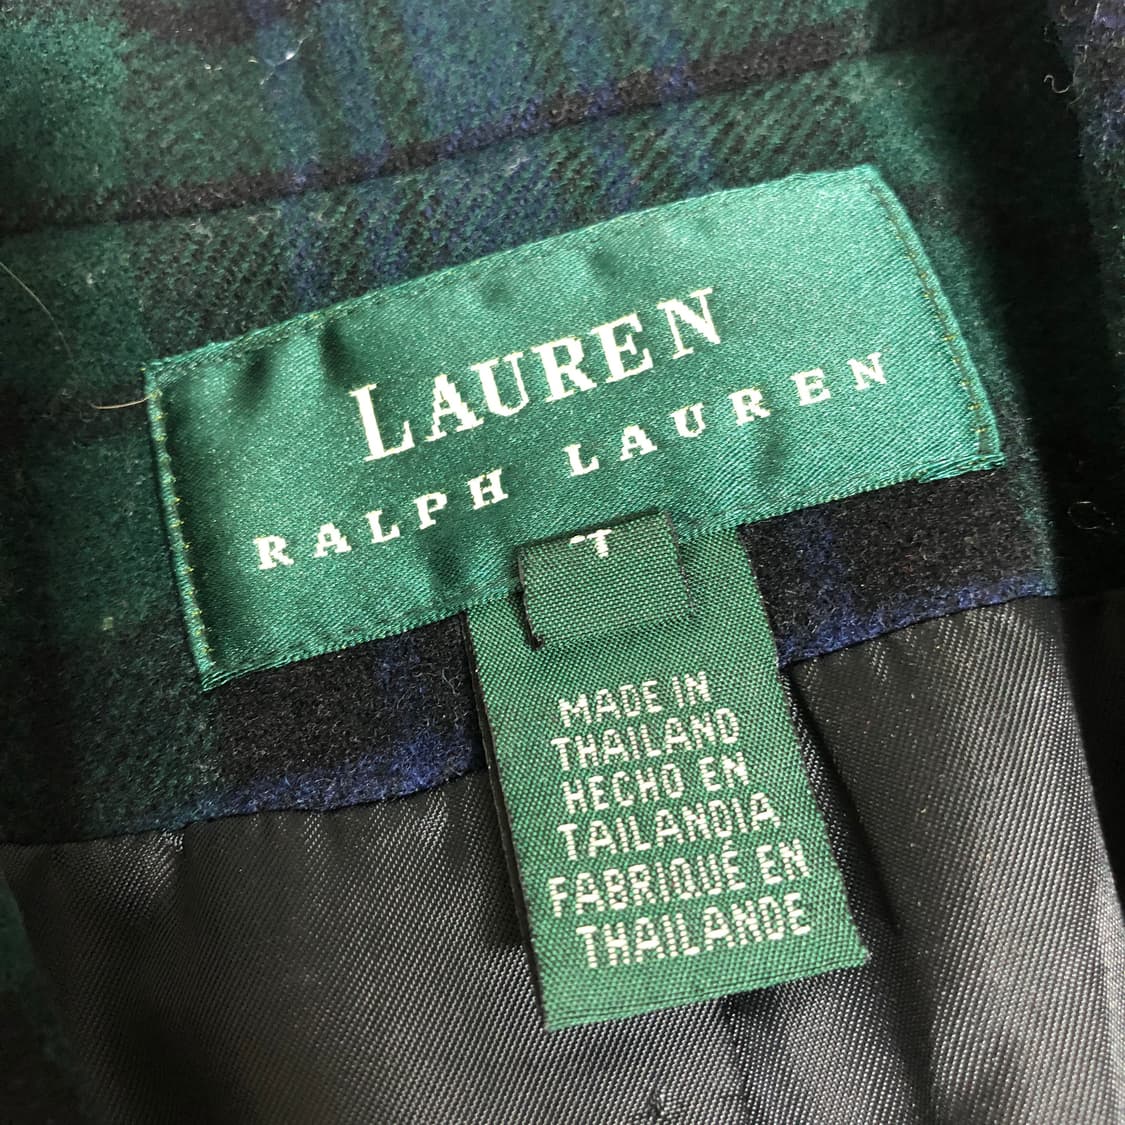 LAUREN
RALPH LAUREN
MADE IN
THAILAND
HECHO EN
TAILANDIA
FABRIQUÉ EN
THAILANDE